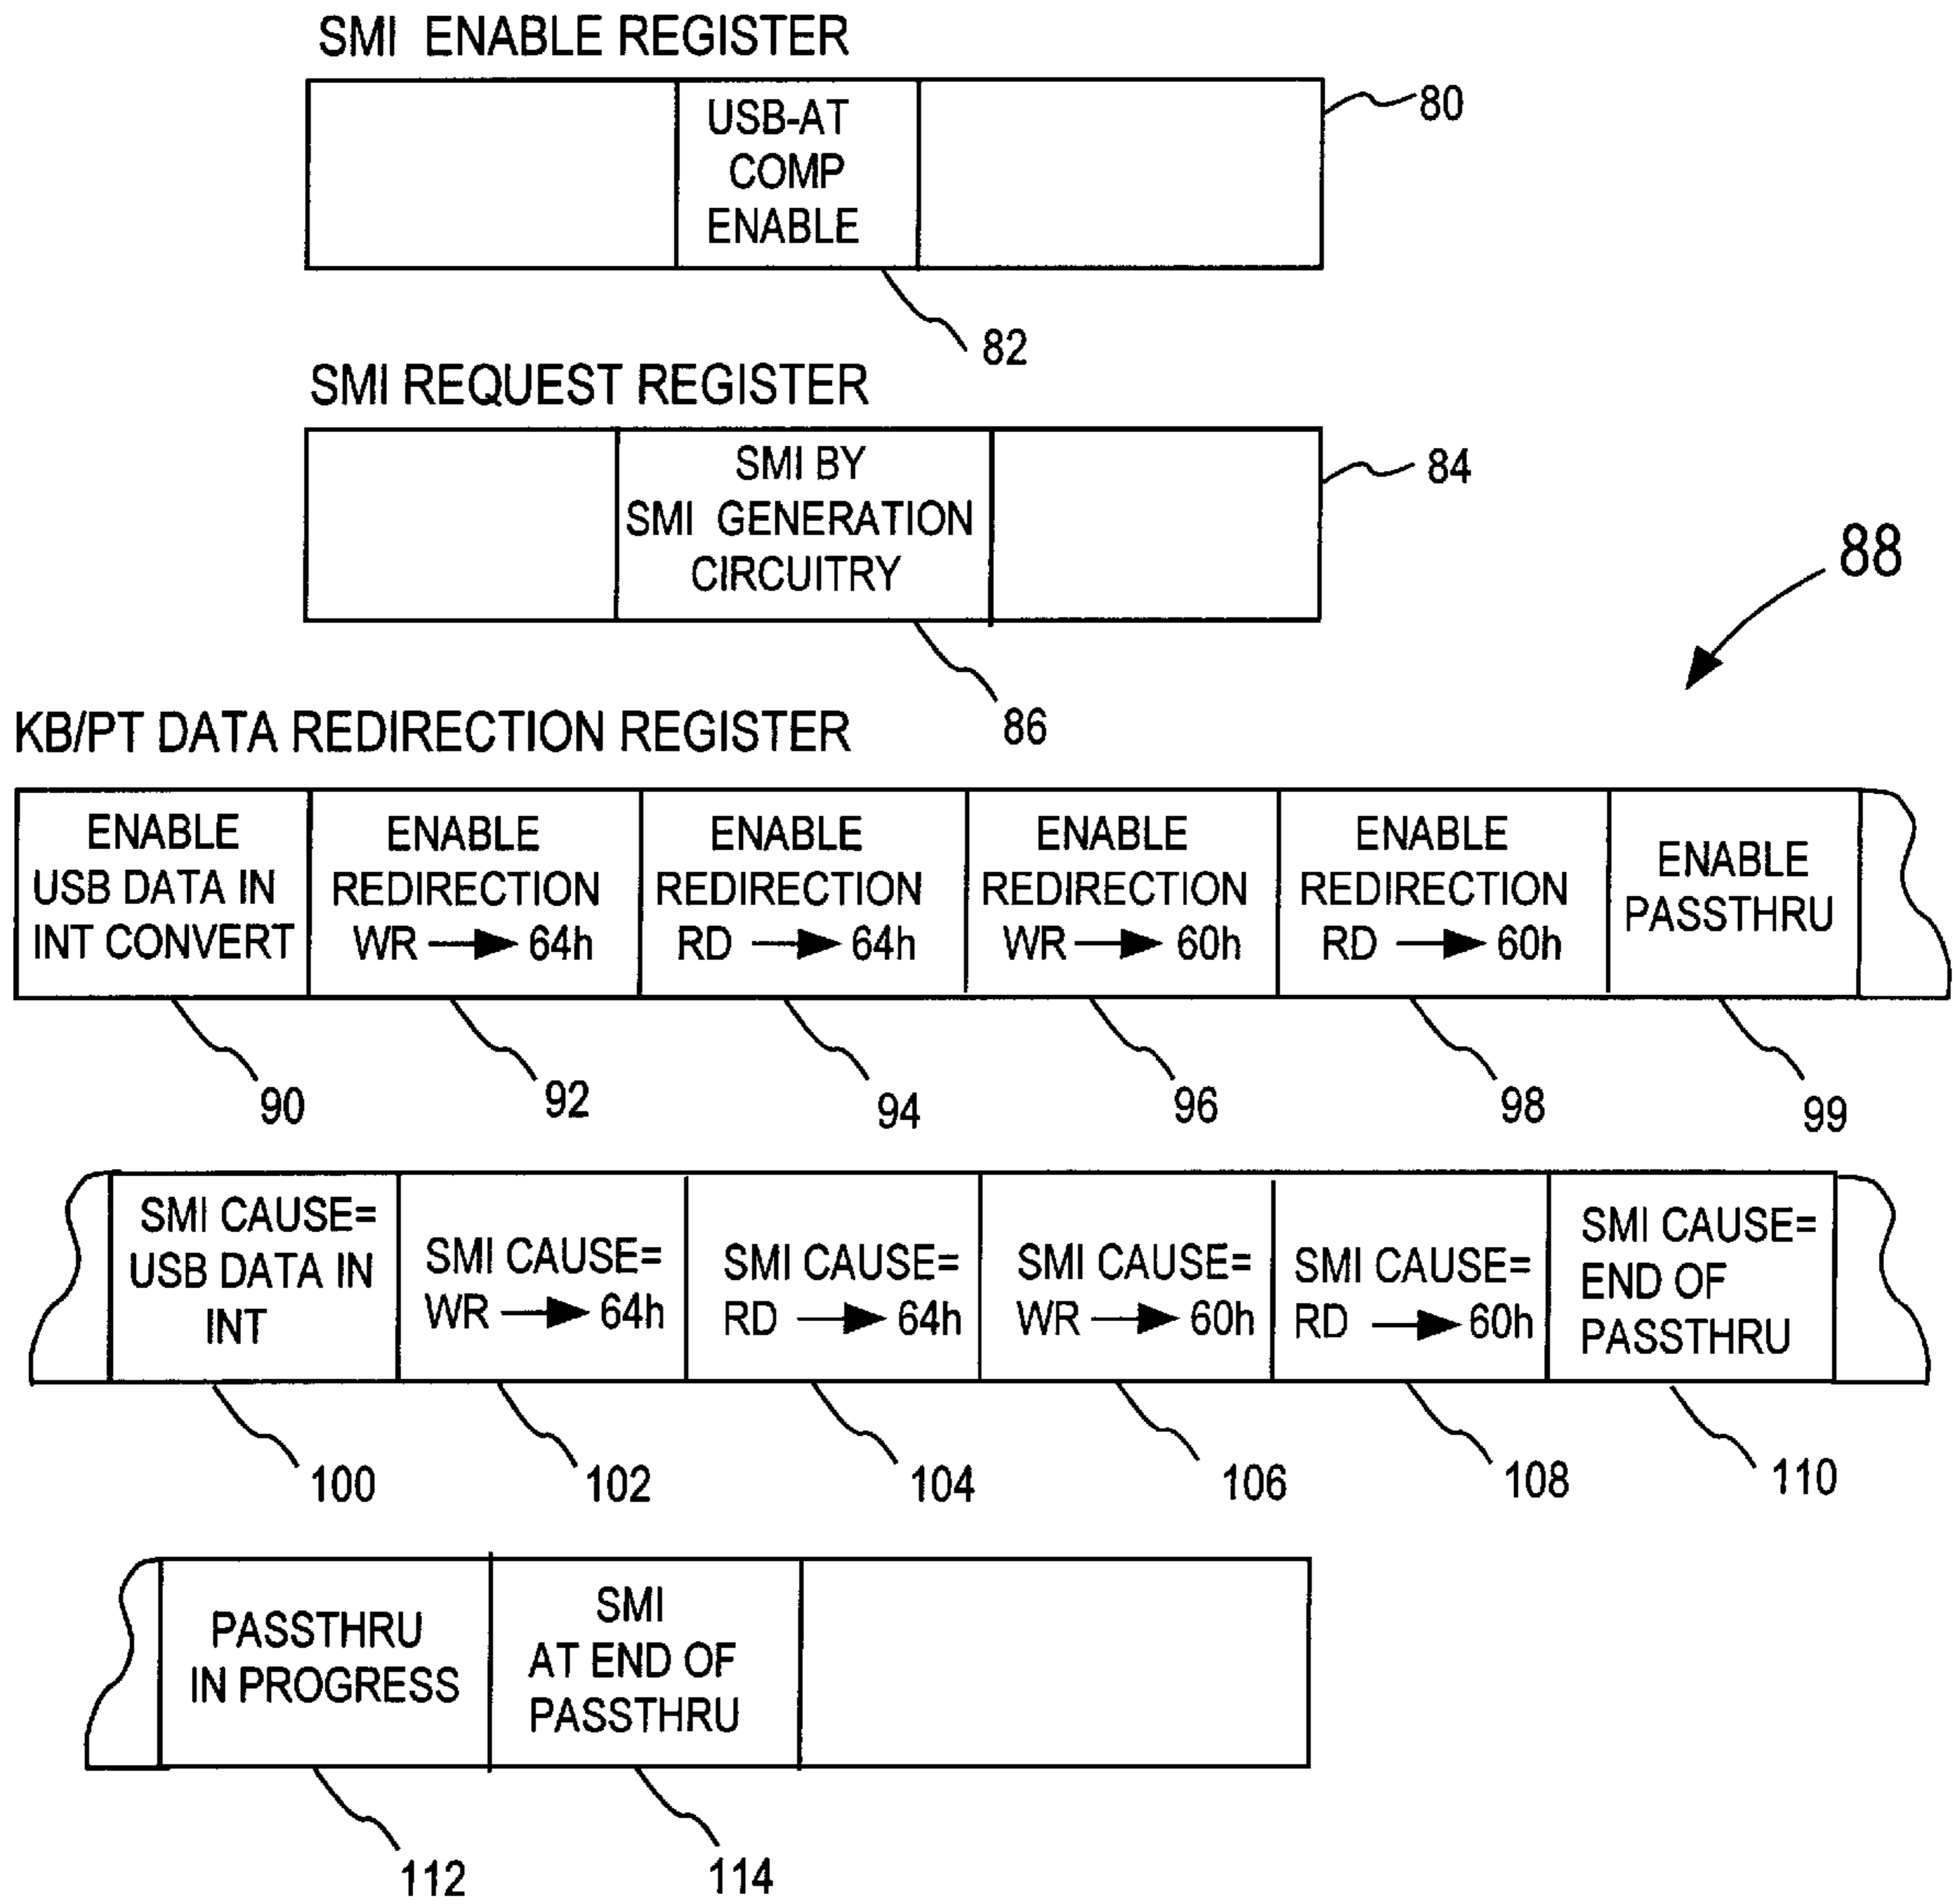 SMI ENABLE REGISTER
USB-AT
COMP
ENABLE
80
82
SMI REQUEST REGISTER
SMI BY
SMI GENERATION
CIRCUITRY
84
86
88
KB/PT DATA REDIRECTION REGISTER
ENABLE
USB DATA IN
INT CONVERT
ENABLE
REDIRECTION
WR → 64h
ENABLE
REDIRECTION
RD → 64h
ENABLE
REDIRECTION
WR → 60h
ENABLE
REDIRECTION
RD → 60h
ENABLE
PASSTHRU
90
92
94
96
98
99
SMI CAUSE=
USB DATA IN
INT
SMI CAUSE=
WR → 64h
SMI CAUSE=
RD → 64h
SMI CAUSE=
WR → 60h
SMI CAUSE=
RD → 60h
SMI CAUSE=
END OF
PASSTHRU
100
102
104
106
108
110
PASSTHRU
IN PROGRESS
SMI
AT END OF
PASSTHRU
112
114